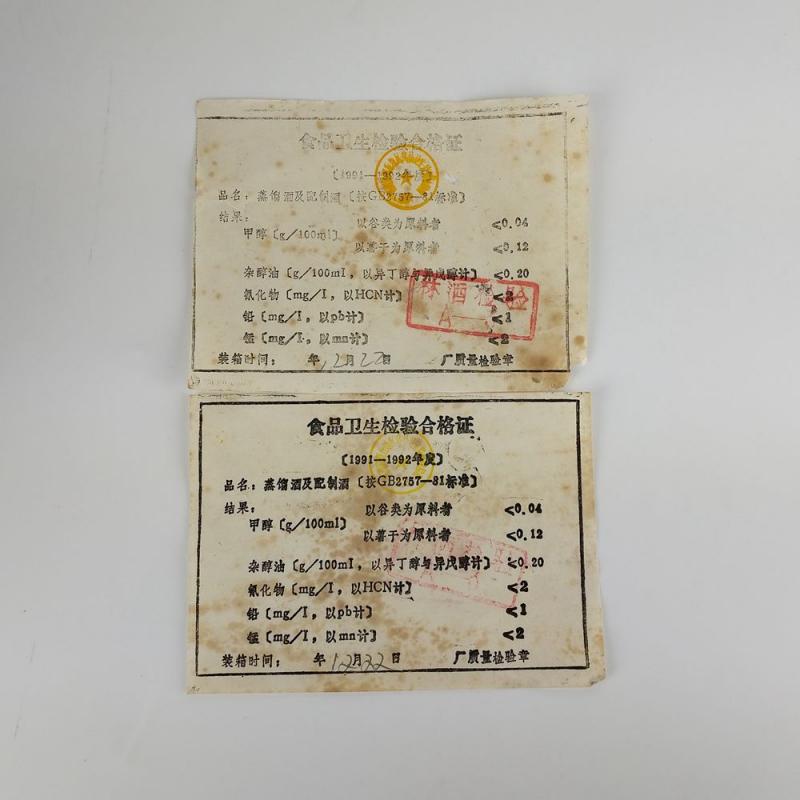 食品卫生检验合格证
〔1991—1992年度〕
品名：蒸馏酒及配制酒〔按GB2757—81标准〕
结果：
以谷类为原料者 <0.04
甲醇〔g/100ml〕
以薯干为原料者 <0.12
杂醇油〔g/100ml，以异丁醇与异戊醇计〕 <0.20
氰化物〔mg/l，以HCN计〕 <2
铅〔mg/l，以pb计〕 <1
锰〔mg/l，以mn计〕 <2
装箱时间： 年12月22日 厂质量检验章
酒检验
食品卫生检验合格证
〔1991—1992年度〕
品名：蒸馏酒及配制酒〔按GB2757—81标准〕
结果：
以谷类为原料者 <0.04
甲醇〔g/100ml〕
以薯干为原料者 <0.12
杂醇油〔g/100ml，以异丁醇与异戊醇计〕 <0.20
氰化物〔mg/l，以HCN计〕 <2
铅〔mg/l，以pb计〕 <1
锰〔mg/l，以mn计〕 <2
装箱时间： 年12月22日 厂质量检验章